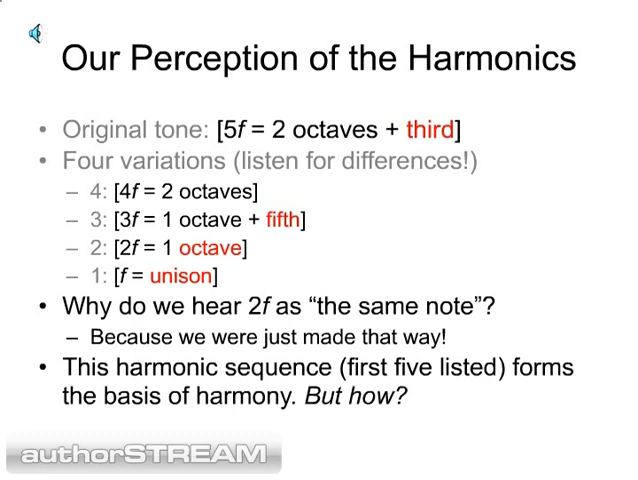 Our Perception of the Harmonics
• Original tone: [5f = 2 octaves + third]
• Four variations (listen for differences!)
– 4: [4f = 2 octaves]
– 3: [3f = 1 octave + fifth]
– 2: [2f = 1 octave]
– 1: [f = unison]
• Why do we hear 2f as “the same note”?
– Because we were just made that way!
• This harmonic sequence (first five listed) forms
the basis of harmony. But how?
authorSTREAM